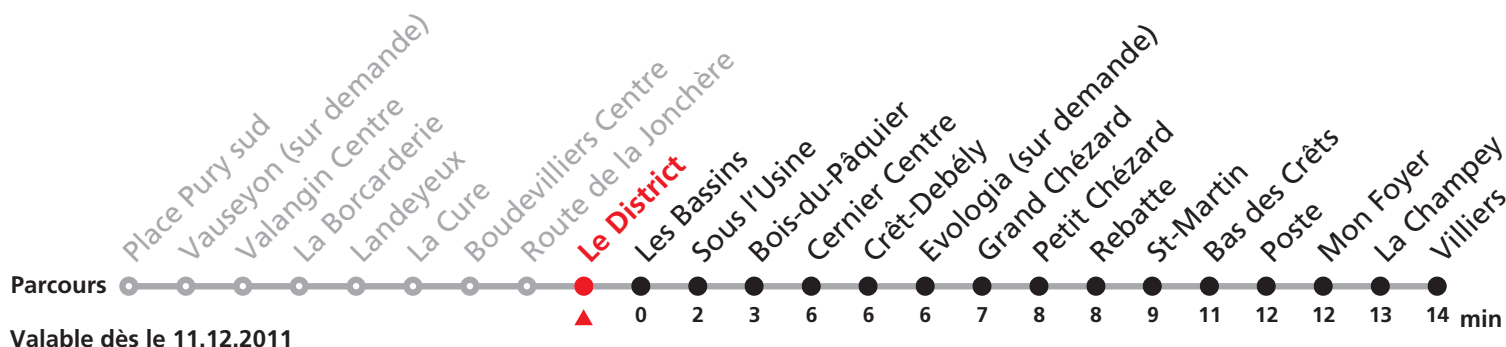 Place Pury sud
Vauseyon (sur demande)
Valangin Centre
La Borcarderie
Landeyeux
La Cure
Boudevilliers Centre
Route de la Jonchère
Le District
Les Bassins
Sous l'Usine
Bois-du-Pâquier
Cernier Centre
Crêt-Debély
Evologia (sur demande)
Grand Chézard
Petit Chézard
Rebatte
St-Martin
Bas des Crêts
Poste
Mon Foyer
La Champey
Villiers
Parcours
0 2 3 6 6 6 7 8 8 9 11 12 12 13 14 min
Valable dès le 11.12.2011